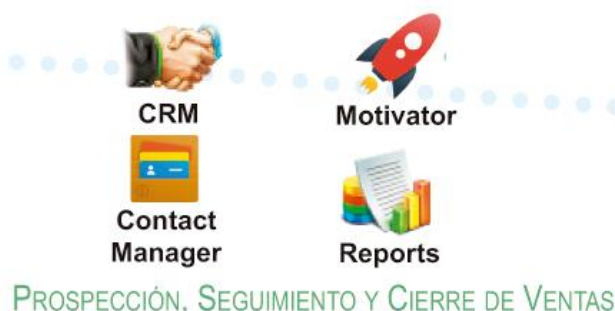 CRM
Motivator
Contact
Manager
Reports
PROSPECCIÓN, SEGUIMIENTO Y CIERRE DE VENTAS